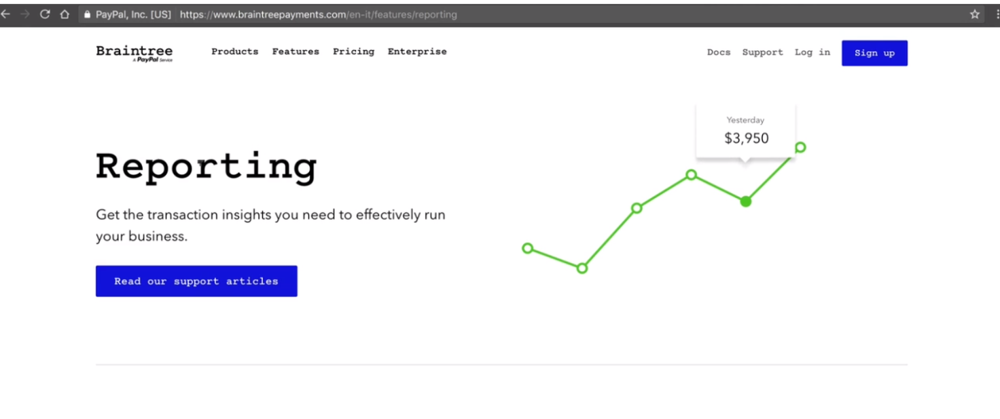 PayPal, Inc. [US] https://www.braintreepayments.com/en-it/features/reporting
Braintree
A PayPal Service
Products Features Pricing Enterprise
Docs Support Log in Sign up
Yesterday
$3,950
Reporting
Get the transaction insights you need to effectively run
your business.
Read our support articles